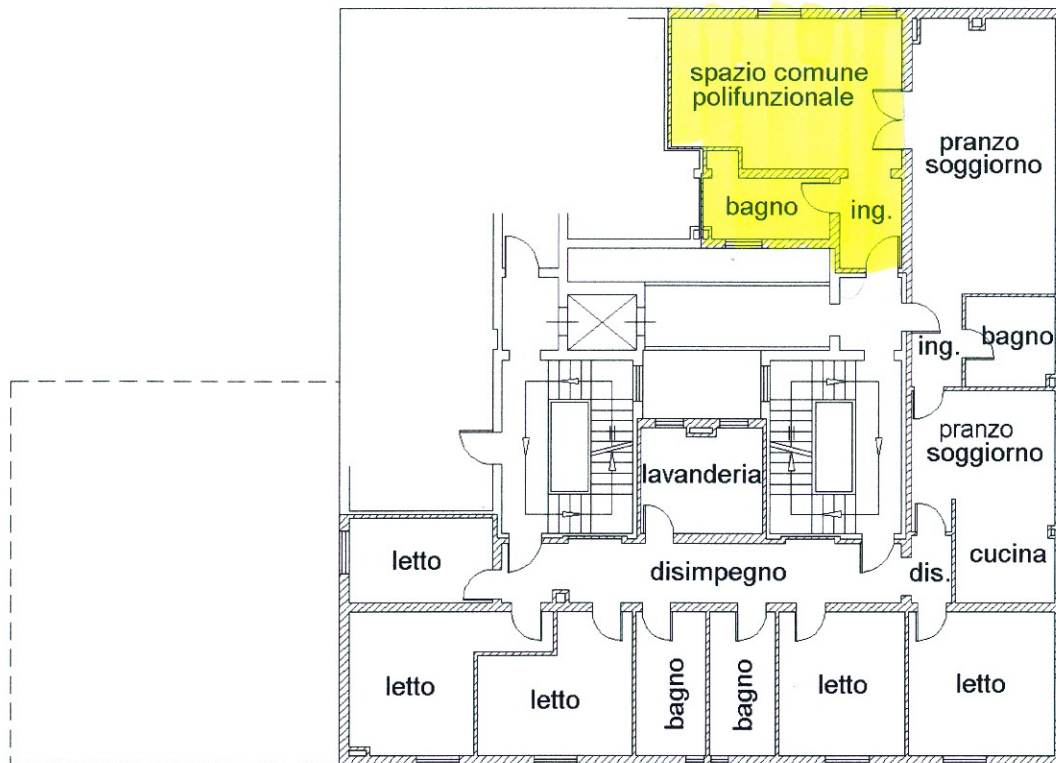 spazio comune
polifunzionale
pranzo
soggiorno
bagno
ing.
ing.
bagno
pranzo
soggiorno
lavanderia
letto
disimpegno
dis.
cucina
letto
letto
bagno
bagno
letto
letto